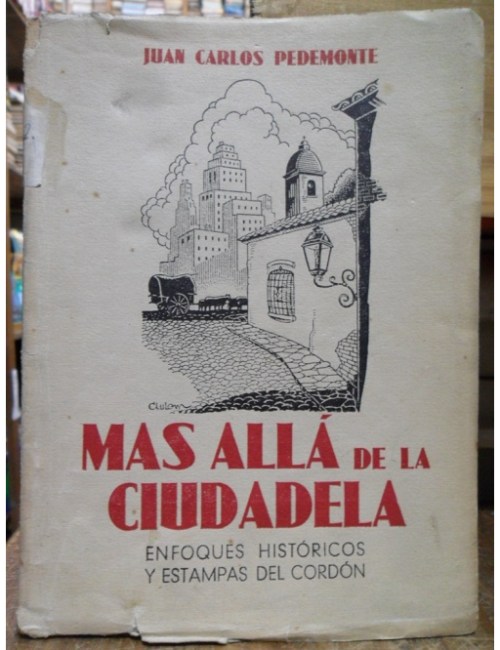 JUAN CARLOS PEDEMONTE
MAS ALLÁ DE LA
CIUDADELA
ENFOQUES HISTÓRICOS
Y ESTAMPAS DEL CORDÓN